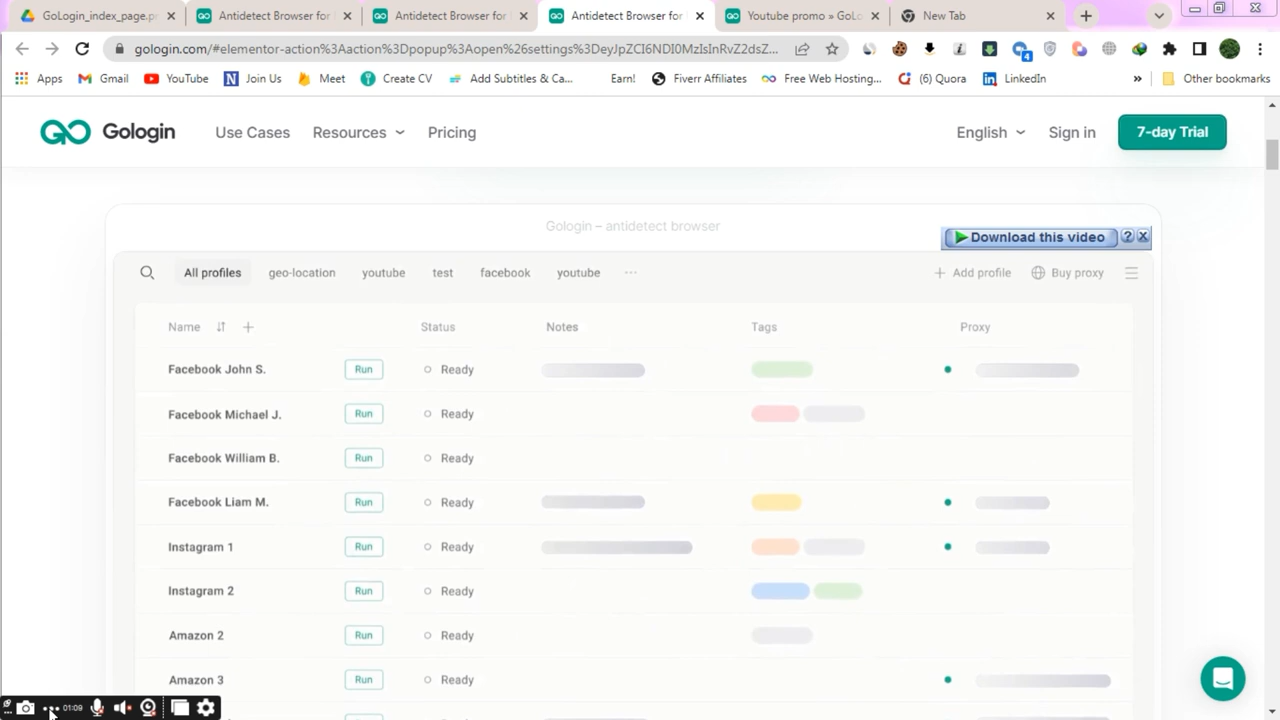 GoLogin_index_page.p
Antidetect Browser for
Antidetect Browser for
Antidetect Browser for
Youtube promo » GoLo
New Tab
gologin.com/#elementor-action%3Aaction%3Dpopup%3Aopen%26settings%3DeyJpZCI6NDI0MzIsInRvZ2dsZ...
4
Apps
Gmail
YouTube
Join Us
Meet
Create CV
Add Subtitles & Ca...
Earn!
Fiverr Affiliates
Free Web Hosting...
(6) Quora
LinkedIn
»
Other bookmarks
Gologin
Use Cases
Resources
Pricing
English
Sign in
7-day Trial
Gologin – antidetect browser
Download this video
? X
All profiles
geo-location
youtube
test
facebook
youtube
...
+ Add profile
Buy proxy
Name
Status
Notes
Tags
Proxy
Facebook John S. Run Ready
Facebook Michael J. Run Ready
Facebook William B. Run Ready
Facebook Liam M. Run Ready
Instagram 1 Run Ready
Instagram 2 Run Ready
Amazon 2 Run Ready
Amazon 3 Run Ready
01:09